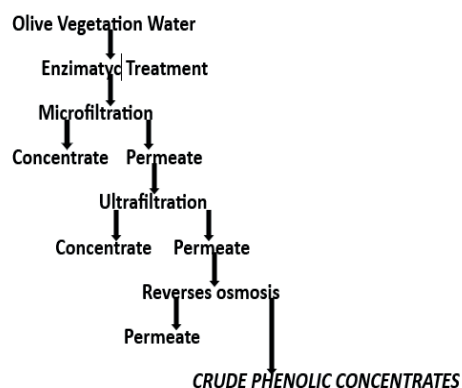 Olive Vegetation Water
Enzimatyc Treatment
Microfiltration
Concentrate Permeate
Ultrafiltration
Concentrate Permeate
Reverses osmosis
Permeate
CRUDE PHENOLIC CONCENTRATES